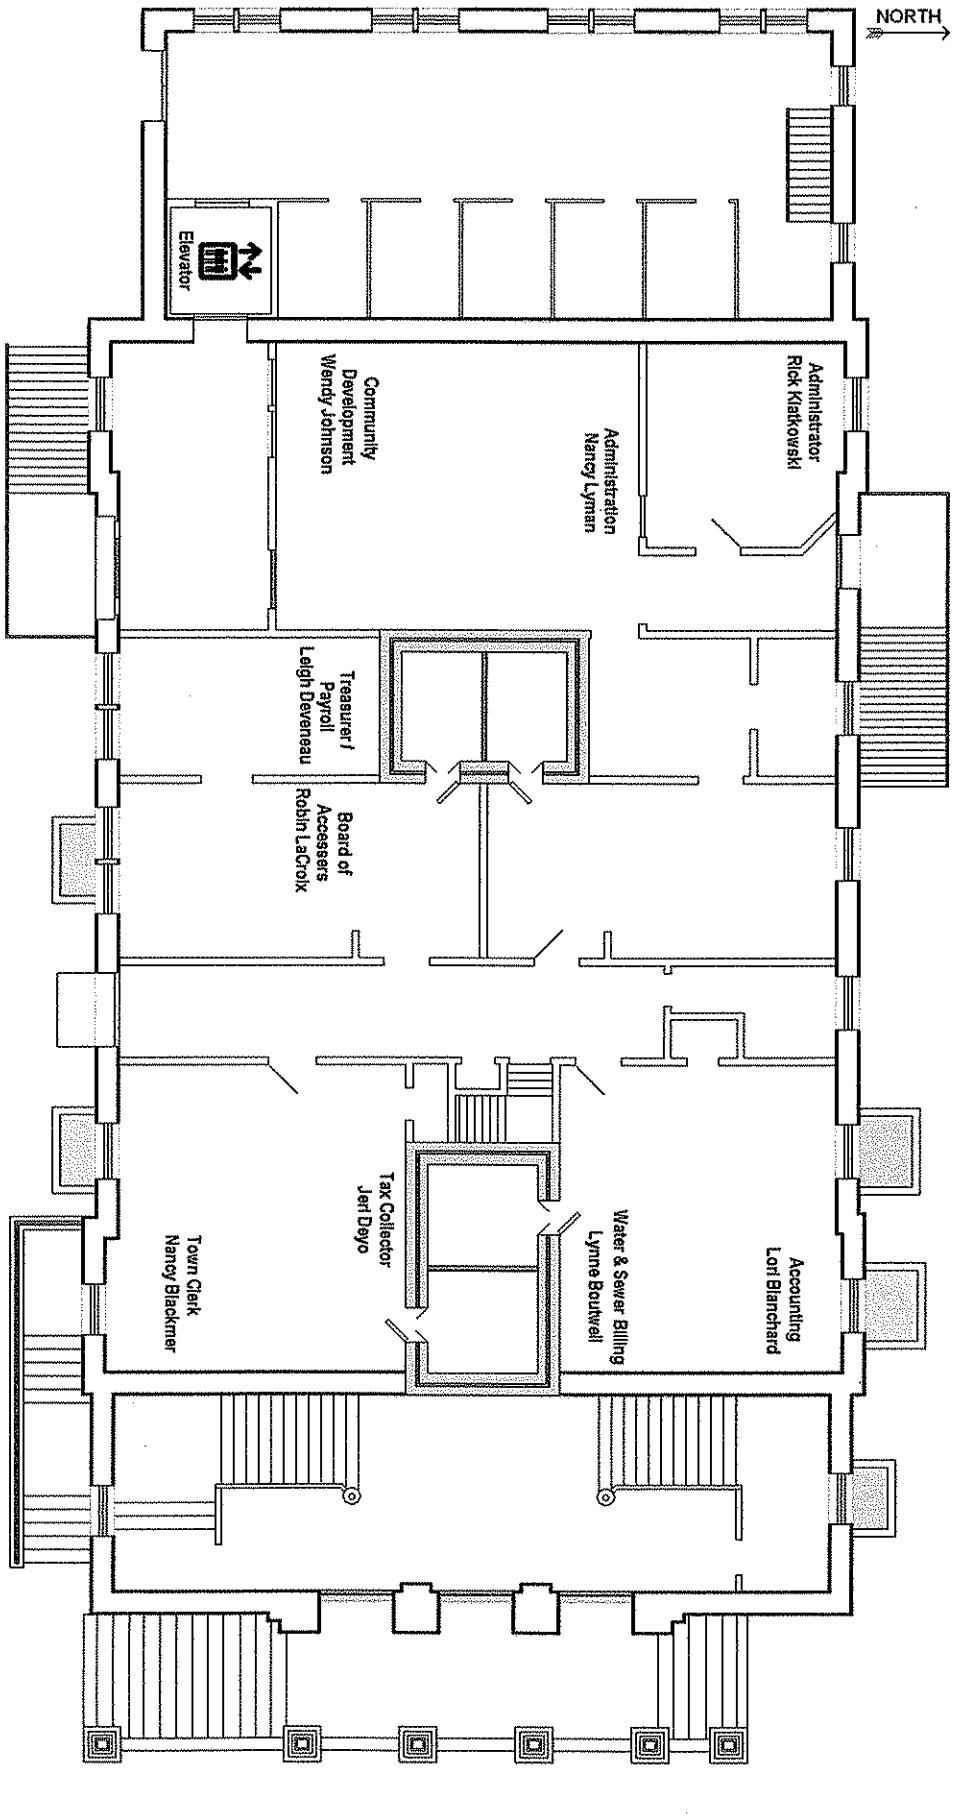 NORTH
Elevator
Administrator
Rick Klatkowski
Community
Development
Wendy Johnson
Administration
Nancy Lyman
Treasurer /
Payroll
Leigh Deveneau
Board of
Accessers
Robin LaCroix
Tax Collector
Jeri Deyo
Town Clerk
Nancy Blackmer
Water & Sewer Billing
Lynne Boutwell
Accounting
Lori Blanchard